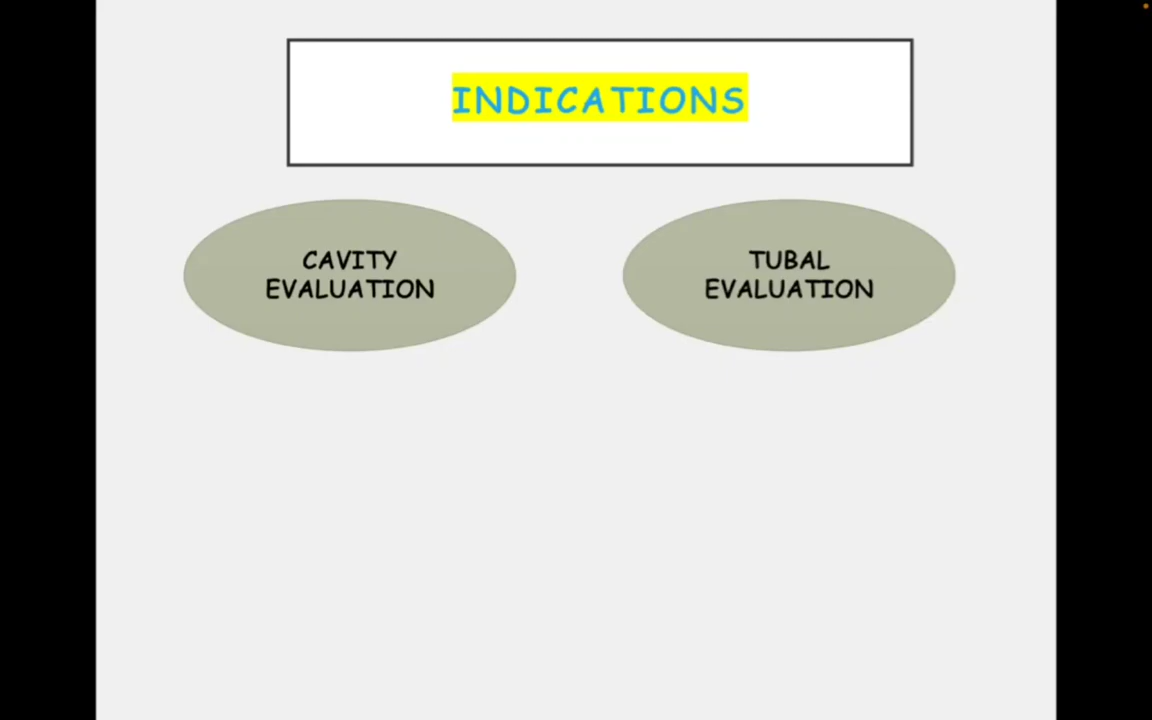 INDICATIONS
CAVITY
EVALUATION
TUBAL
EVALUATION